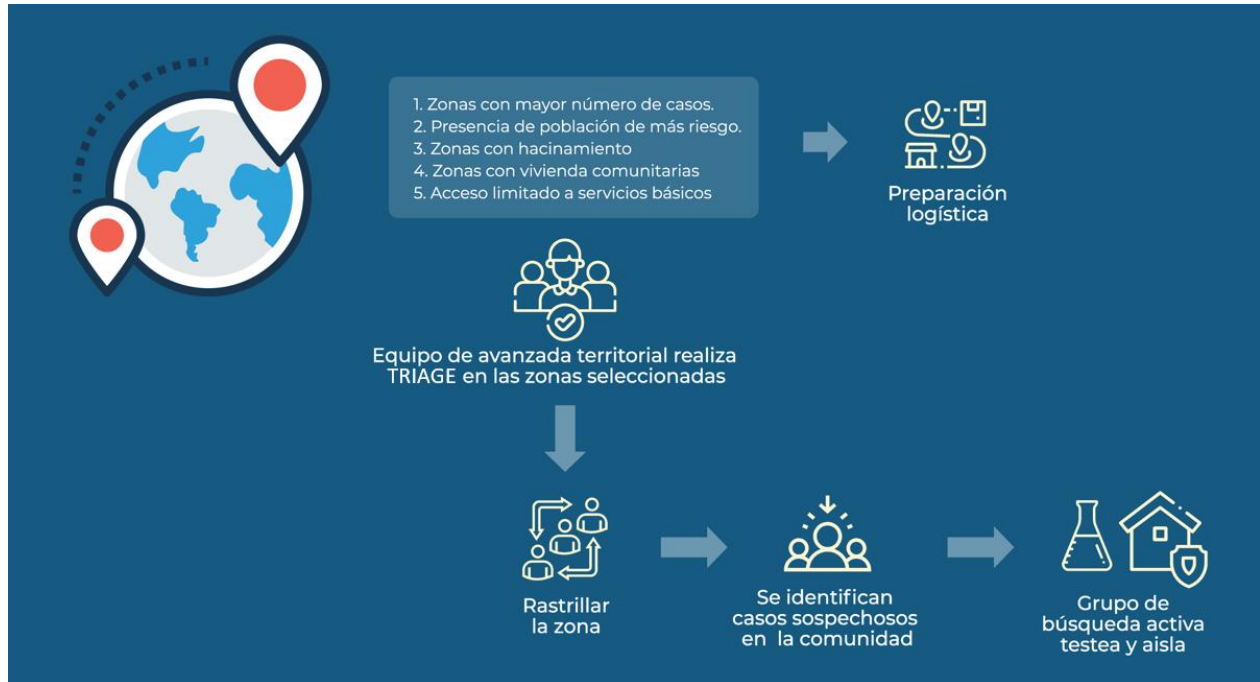 1. Zonas con mayor número de casos.
2. Presencia de población de más riesgo.
3. Zonas con hacinamiento
4. Zonas con vivienda comunitarias
5. Acceso limitado a servicios básicos
Preparación
logística
Equipo de avanzada territorial realiza
TRIAGE en las zonas seleccionadas
Rastrillar
la zona
Se identifican
casos sospechosos
en la comunidad
Grupo de
búsqueda activa
testea y aisla